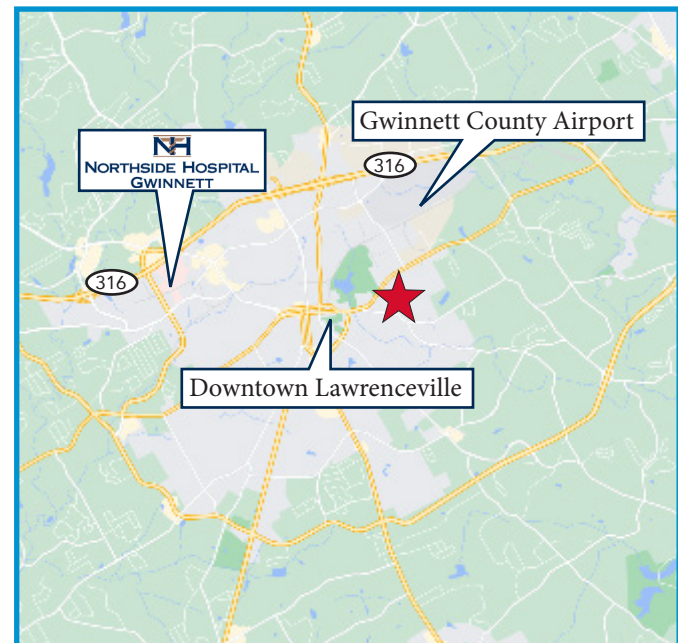 Gwinnett County Airport
NH
NORTHSIDE HOSPITAL
GWINNETT
316
316
Downtown Lawrenceville